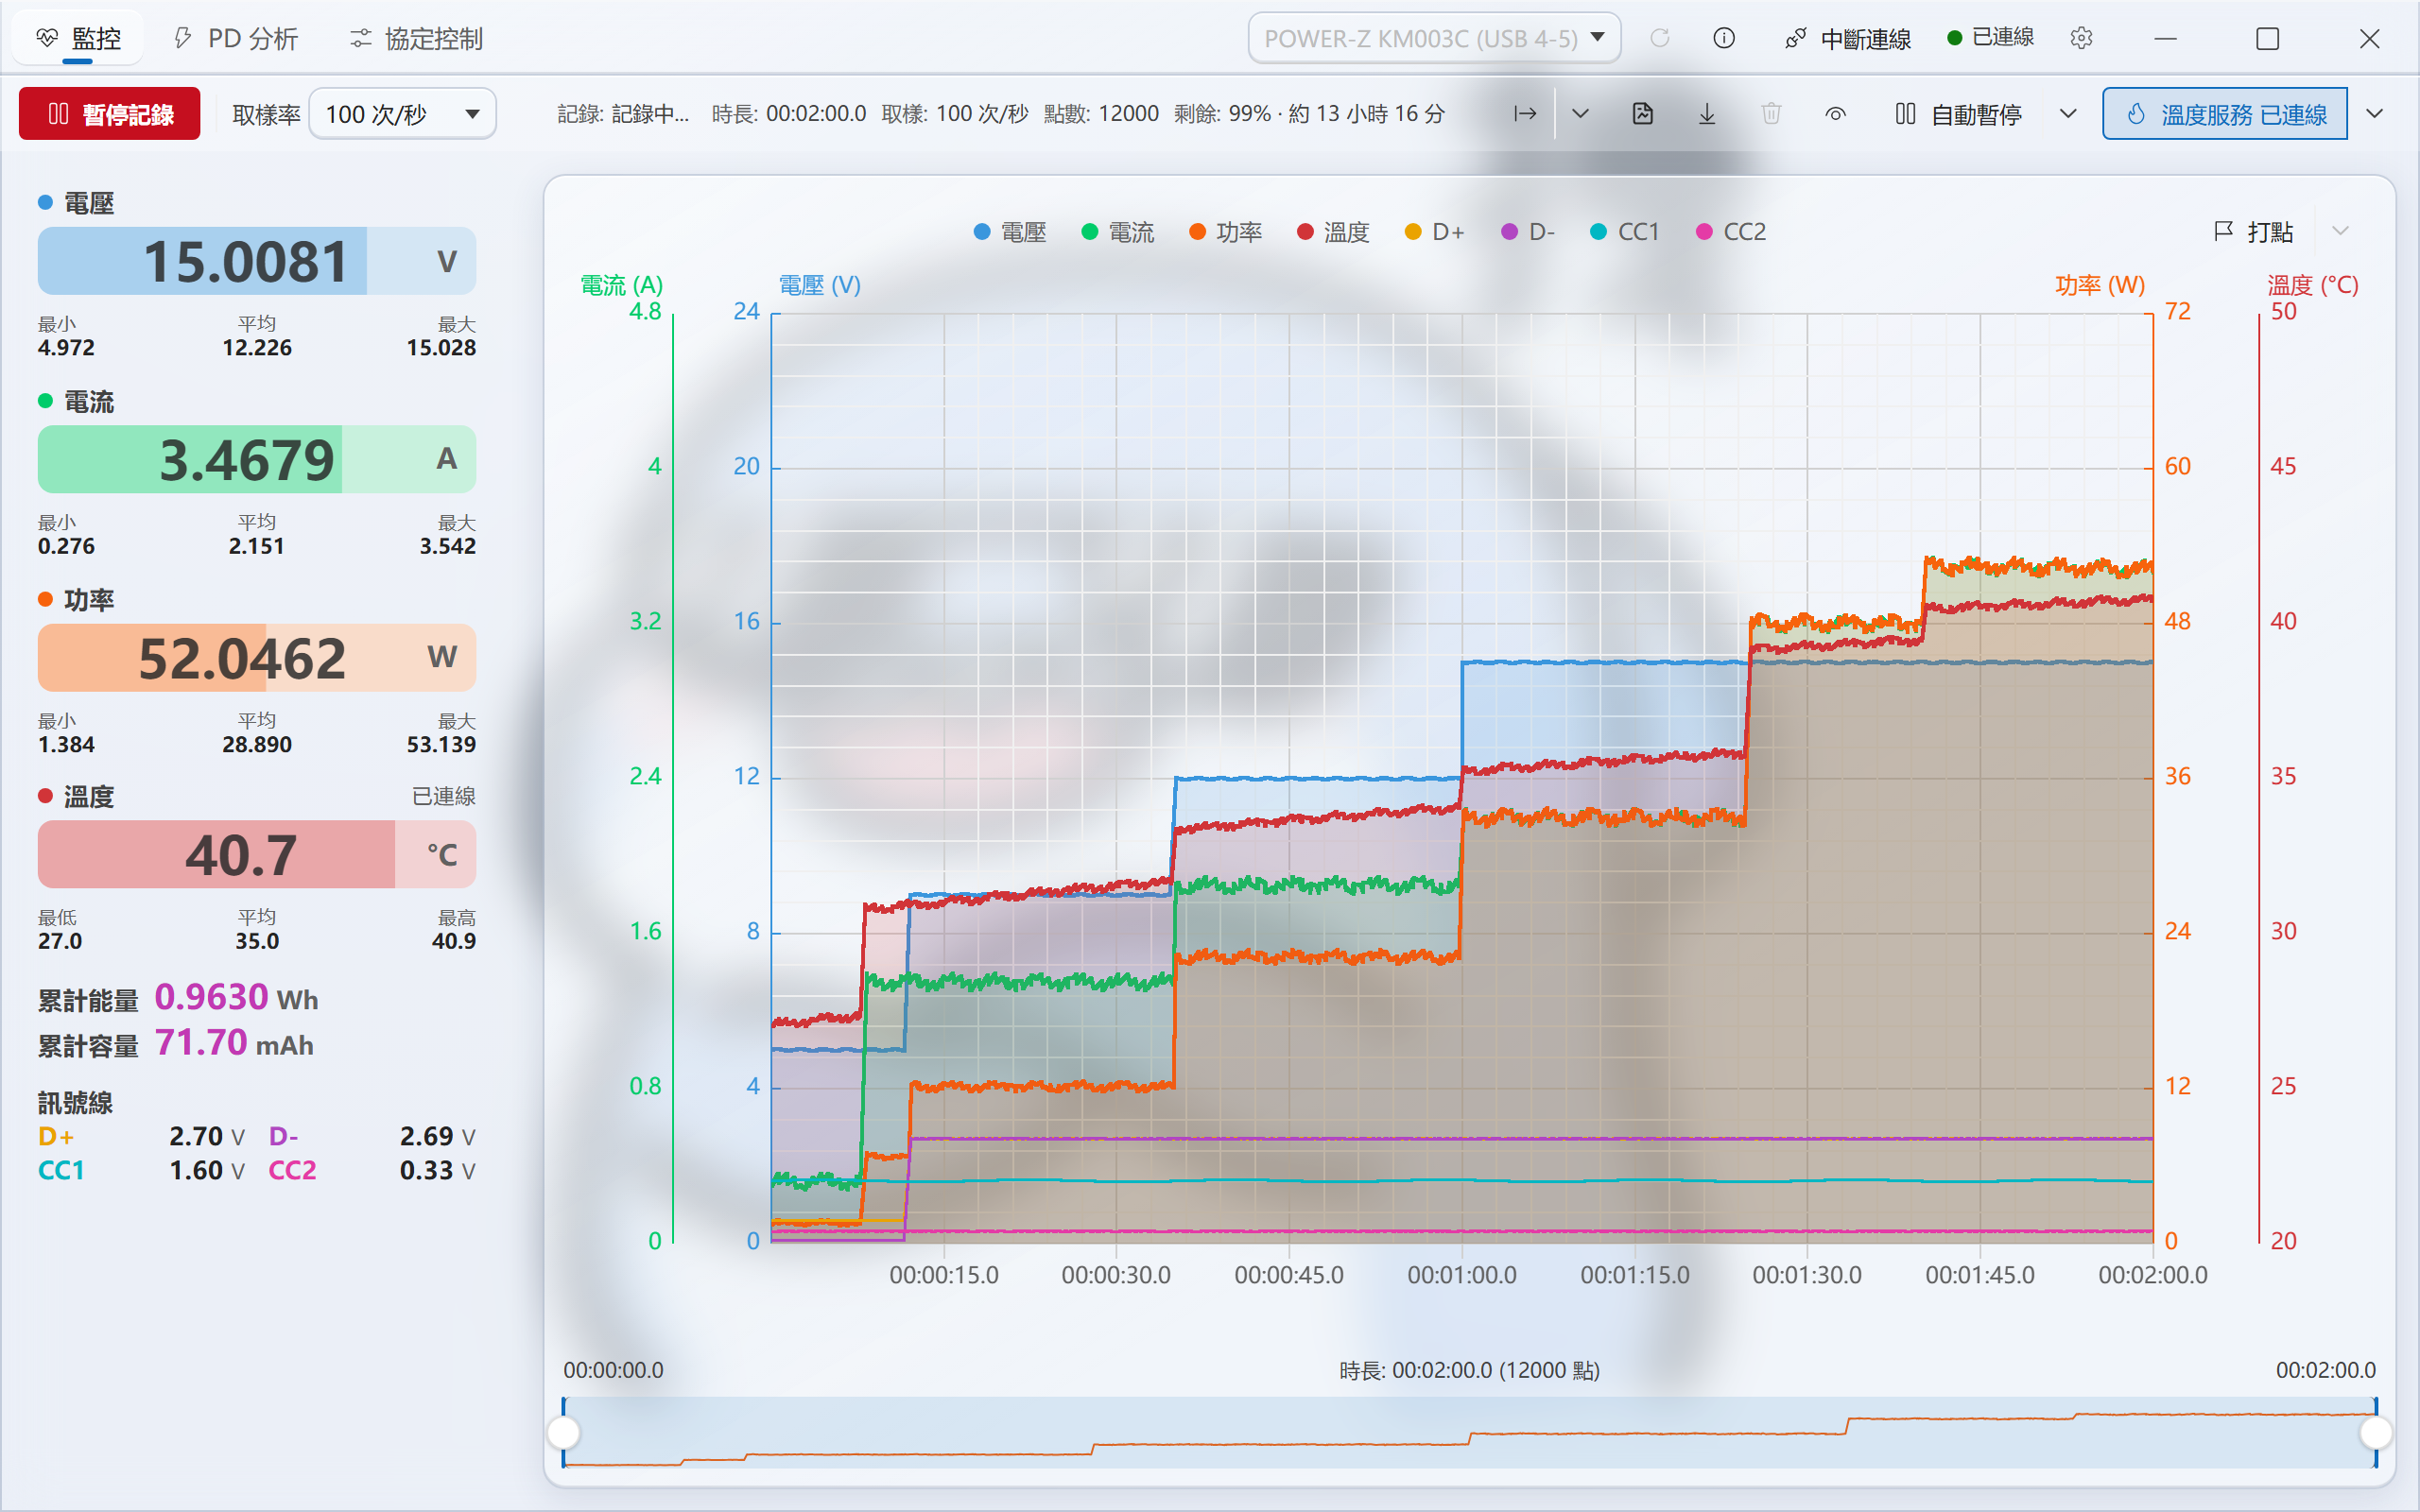 監控 PD 分析 協定控制 POWER-Z KM003C (USB 4-5) 中斷連線 已連線
暫停記錄 取樣率 100 次/秒 記錄: 記錄中... 時長: 00:02:00.0 取樣: 100 次/秒 點數: 12000 剩餘: 99% · 約 13 小時 16 分 自動暫停 溫度服務 已連線
電壓
15.0081 V
最小 平均 最大
4.972 12.226 15.028
電流
3.4679 A
最小 平均 最大
0.276 2.151 3.542
功率
52.0462 W
最小 平均 最大
1.384 28.890 53.139
溫度 已連線
40.7 °C
最低 平均 最高
27.0 35.0 40.9
累計能量 0.9630 Wh
累計容量 71.70 mAh
訊號線
D+ 2.70 V D- 2.69 V
CC1 1.60 V CC2 0.33 V
電壓 電流 功率 溫度 D+ D- CC1 CC2 打點
電流 (A) 電壓 (V) 功率 (W) 溫度 (°C)
4.8 24 72 50
4 20 60 45
3.2 16 48 40
2.4 12 36 35
1.6 8 24 30
0.8 4 12 25
0 0 0 20
00:00:15.0 00:00:30.0 00:00:45.0 00:01:00.0 00:01:15.0 00:01:30.0 00:01:45.0 00:02:00.0
00:00:00.0 時長: 00:02:00.0 (12000 點) 00:02:00.0